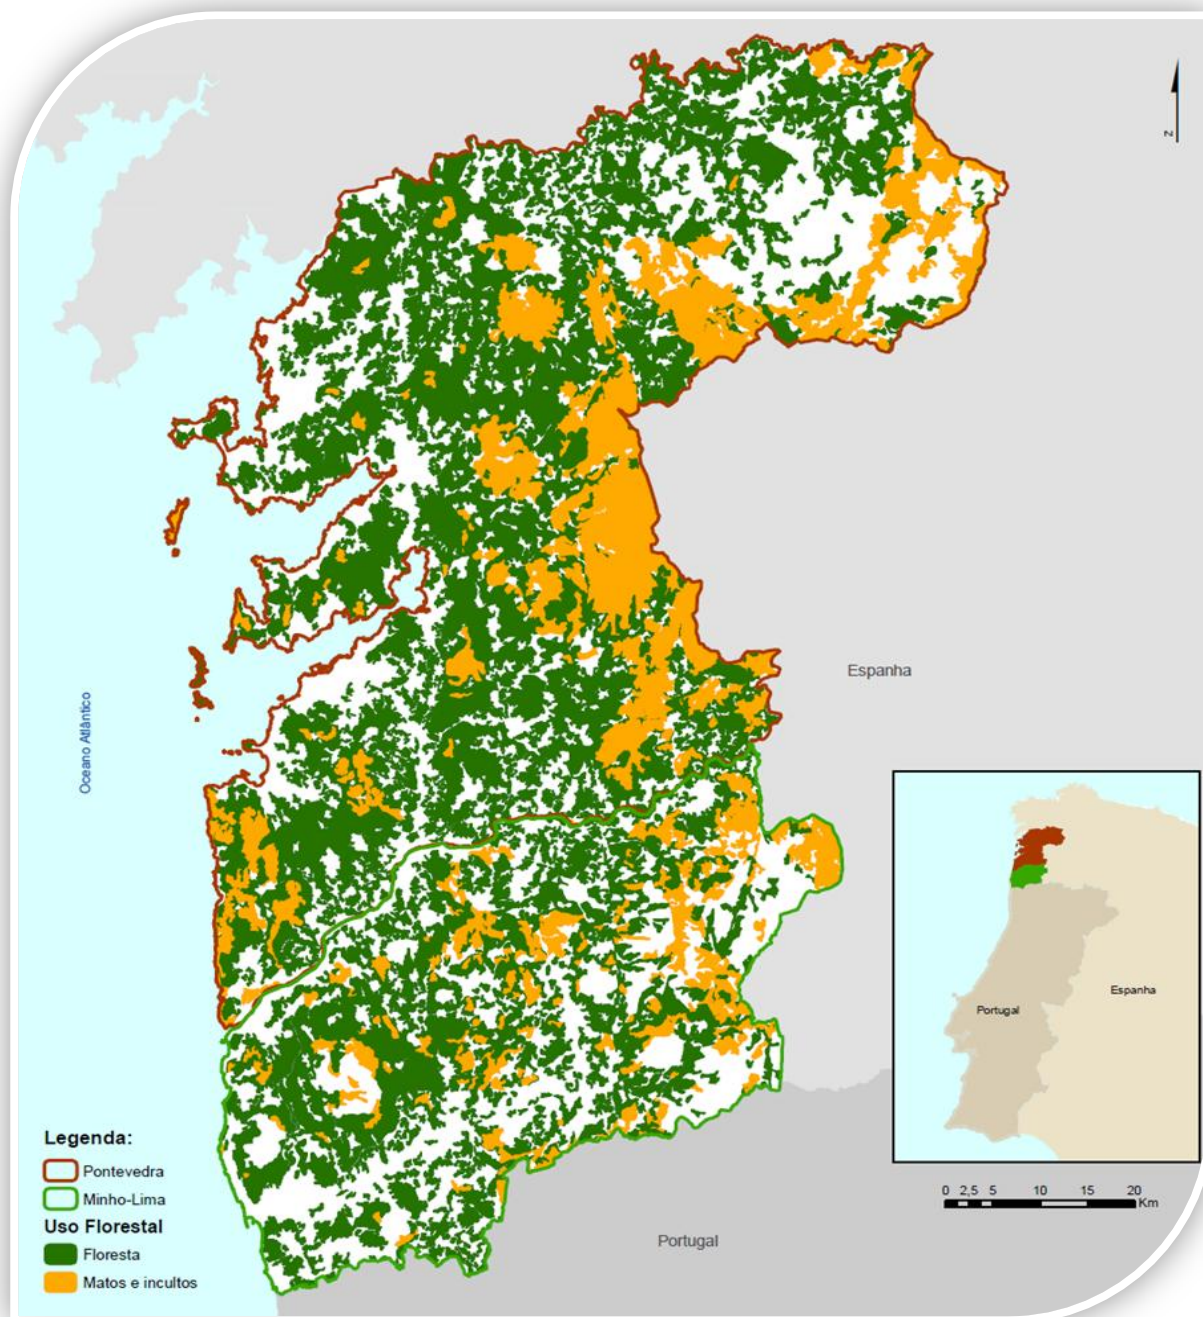 N
Espanha
Oceano Atlântico
Espanha
Portugal
Legenda:
Pontevedra
Minho-Lima
Uso Florestal
Floresta
Matos e incultos
0 2,5 5 10 15 20
Km
Portugal